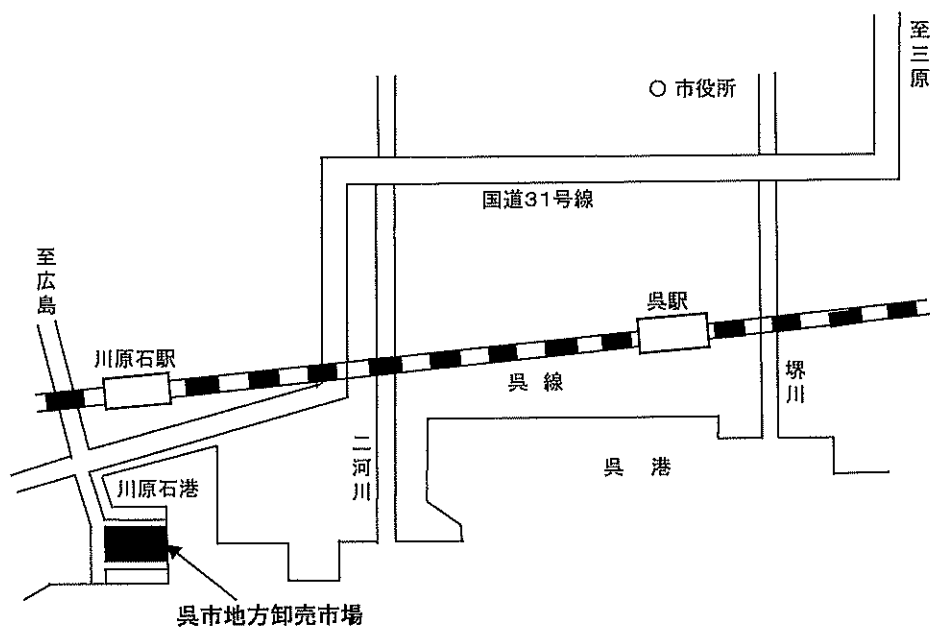 至三原
市役所
国道31号線
至広島
呉駅
川原石駅
呉線
堺川
二河川
呉港
川原石港
呉市地方卸売市場